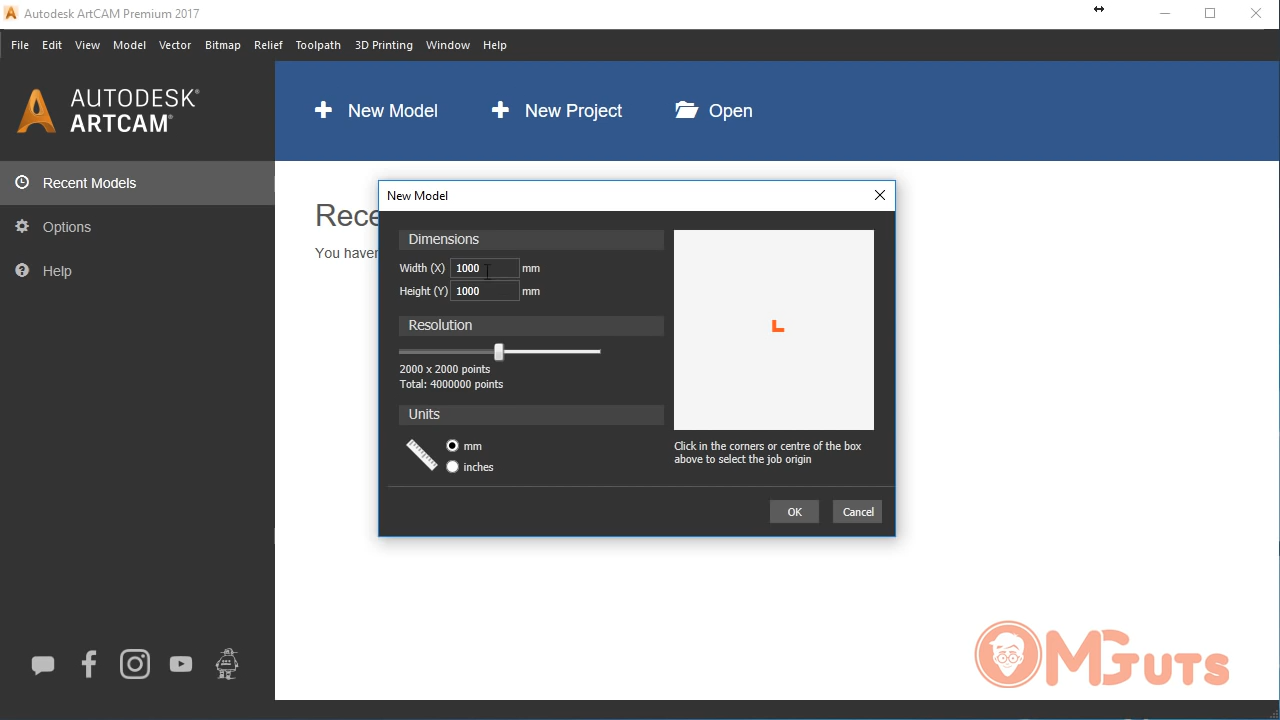 Autodesk ArtCAM Premium 2017
File Edit View Model Vector Bitmap Relief Toolpath 3D Printing Window Help
AUTODESK®
ARTCAM®
New Model New Project Open
Recent Models
Options
Help
Rece
You haver
New Model
Dimensions
Width (X) 1000 mm
Height (Y) 1000 mm
Resolution
2000 x 2000 points
Total: 4000000 points
Units
mm
inches
Click in the corners or centre of the box
above to select the job origin
OK Cancel
MGuts